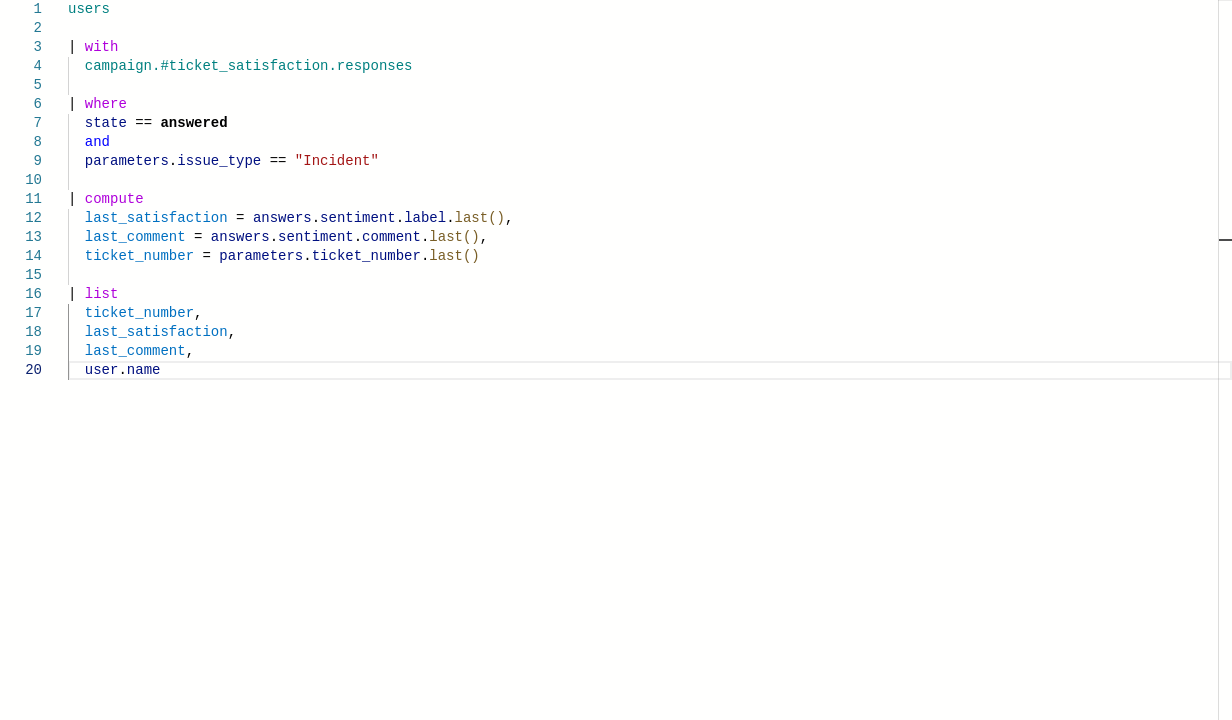 1 users
2
3 | with
4 campaign.#ticket_satisfaction.responses
5
6 | where
7 state == answered
8 and
9 parameters.issue_type == "Incident"
10
11 | compute
12 last_satisfaction = answers.sentiment.label.last(),
13 last_comment = answers.sentiment.comment.last(),
14 ticket_number = parameters.ticket_number.last()
15
16 | list
17 ticket_number,
18 last_satisfaction,
19 last_comment,
20 user.name